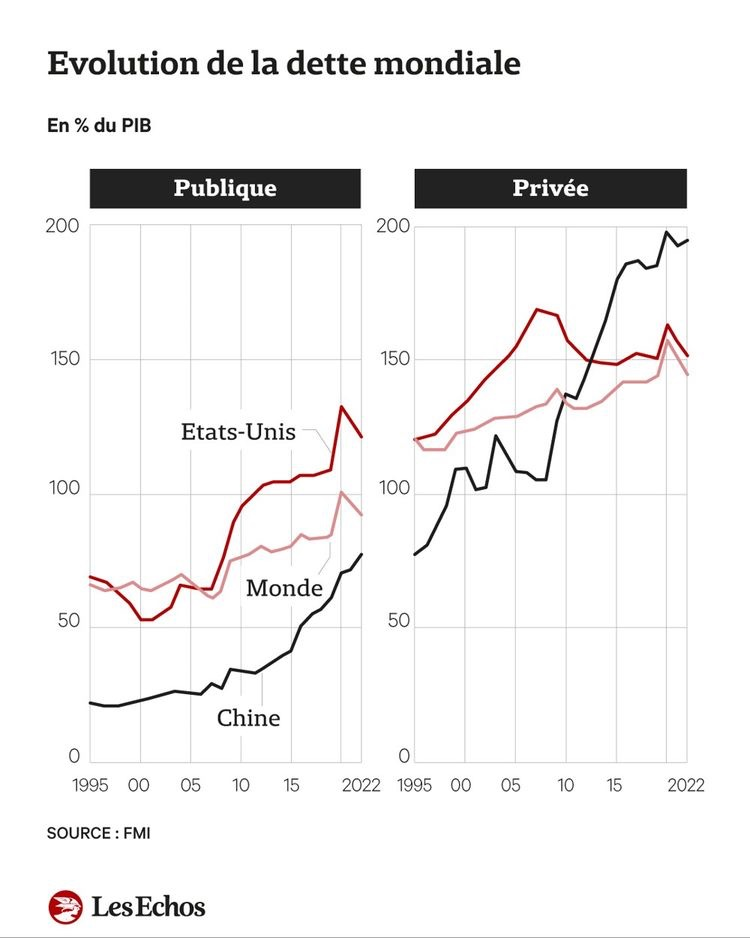 Evolution de la dette mondiale
En % du PIB
Publique
Privée
200
150
100
50
0
Etats-Unis
Monde
Chine
1995 00 05 10 15 2022
200
150
100
50
0
1995 00 05 10 15 2022
SOURCE : FMI
Les Echos